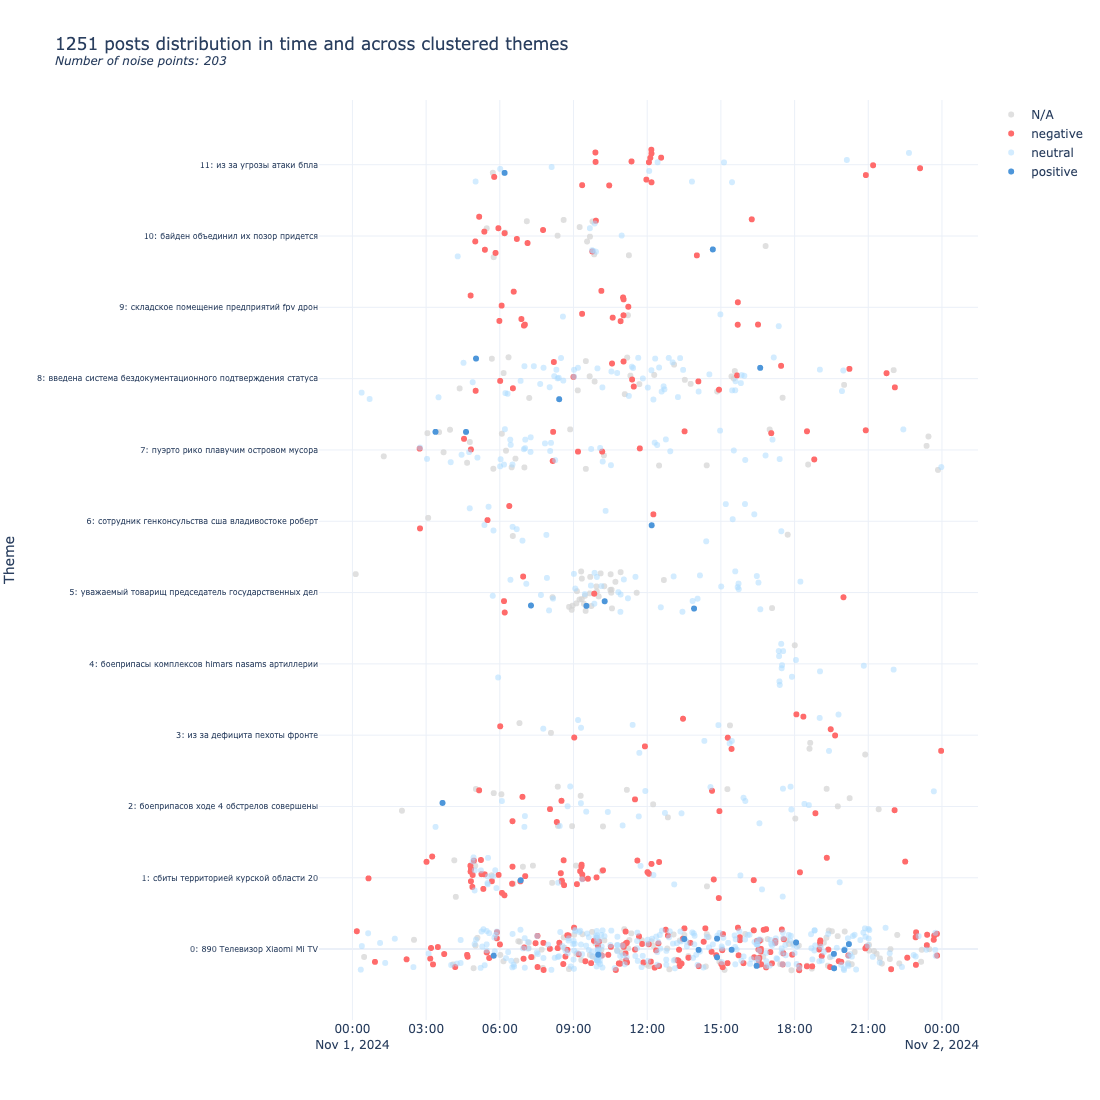 1251 posts distribution in time and across clustered themes
Number of noise points: 203
N/A
negative
neutral
positive
Theme
11: из за угрозы атаки бпла
10: байден объединил их позор придется
9: складское помещение предприятий fpv дрон
8: введена система бездокументационного подтверждения статуса
7: пуэрто рико плавучим островом мусора
6: сотрудник генконсульства сша владивостоке роберт
5: уважаемый товарищ председатель государственных дел
4: боеприпасы комплексов himars nasams артиллерии
3: из за дефицита пехоты фронте
2: боеприпасов ходе 4 обстрелов совершены
1: сбиты территорией курской области 20
0: 890 Телевизор Xiaomi Mi TV
00:00 03:00 06:00 09:00 12:00 15:00 18:00 21:00 00:00
Nov 1, 2024 Nov 2, 2024